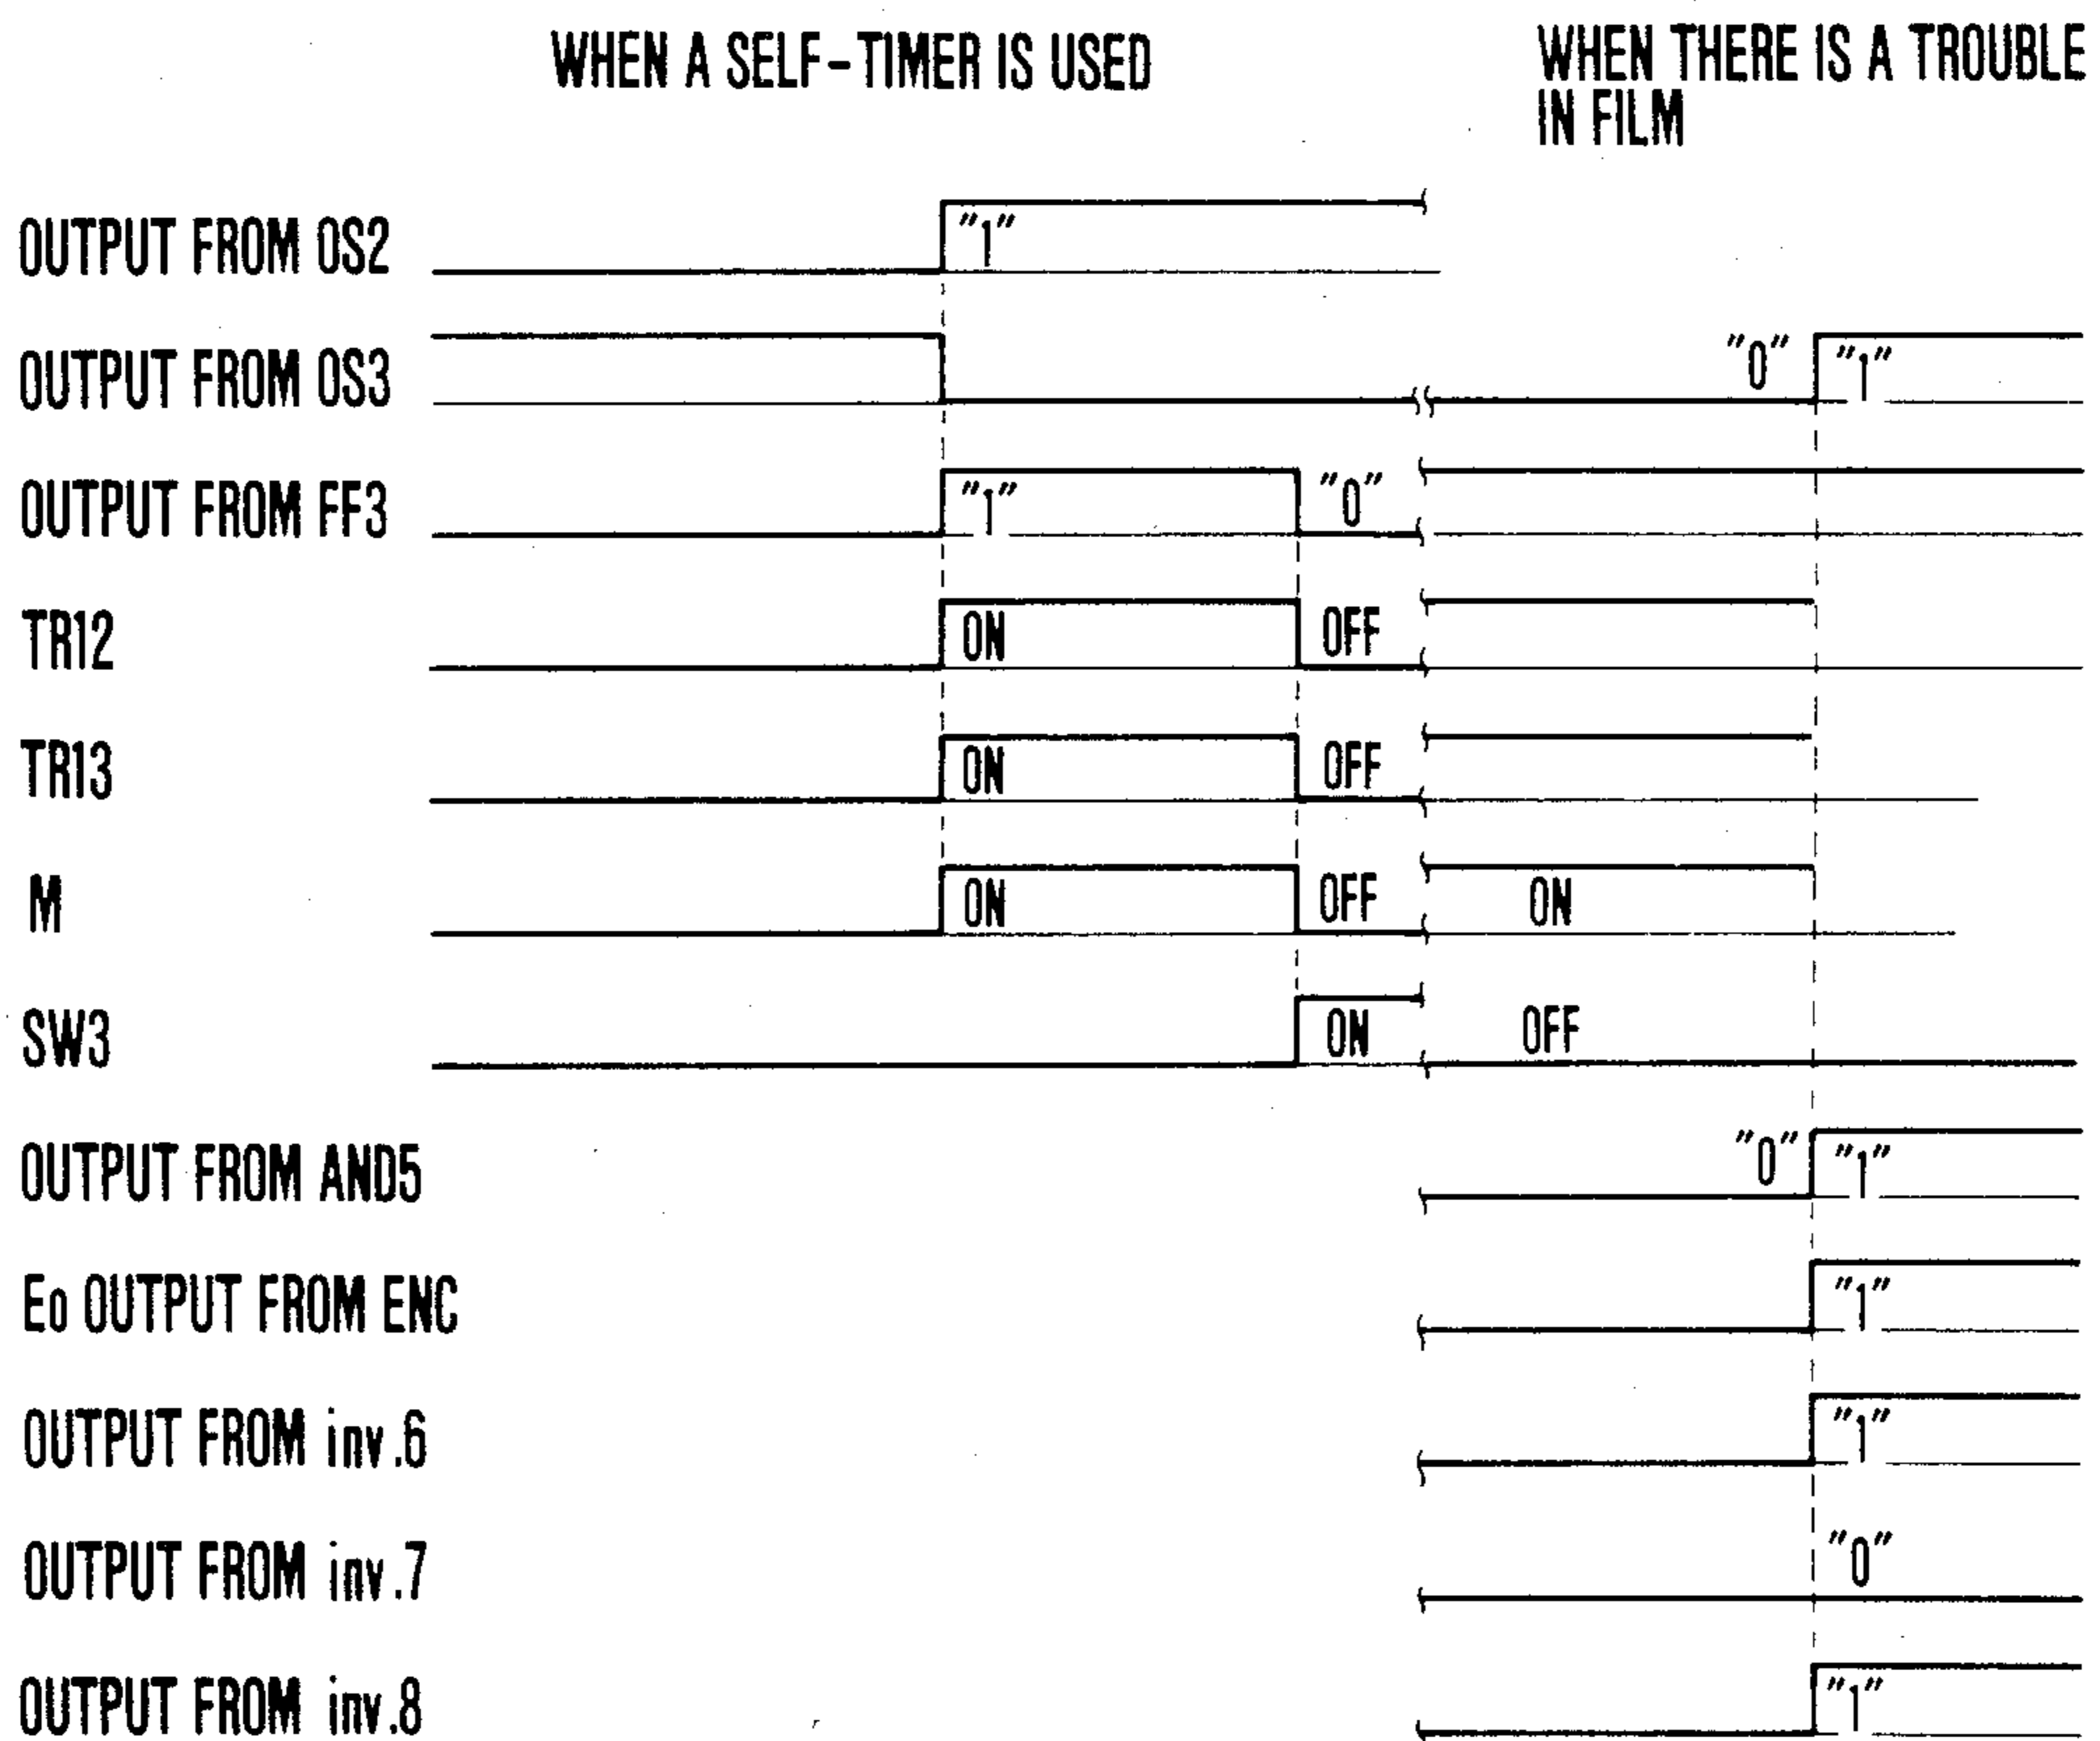 WHEN A SELF-TIMER IS USED
WHEN THERE IS A TROUBLE
IN FILM
OUTPUT FROM OS2 "1"
OUTPUT FROM OS3 "0" "1"
OUTPUT FROM FF3 "1" "0"
TR12 ON OFF
TR13 ON OFF
M ON OFF ON
SW3 ON OFF
OUTPUT FROM AND5 "0" "1"
E0 OUTPUT FROM ENC "1"
OUTPUT FROM inv.6 "1"
OUTPUT FROM inv.7 "0"
OUTPUT FROM inv.8 "1"